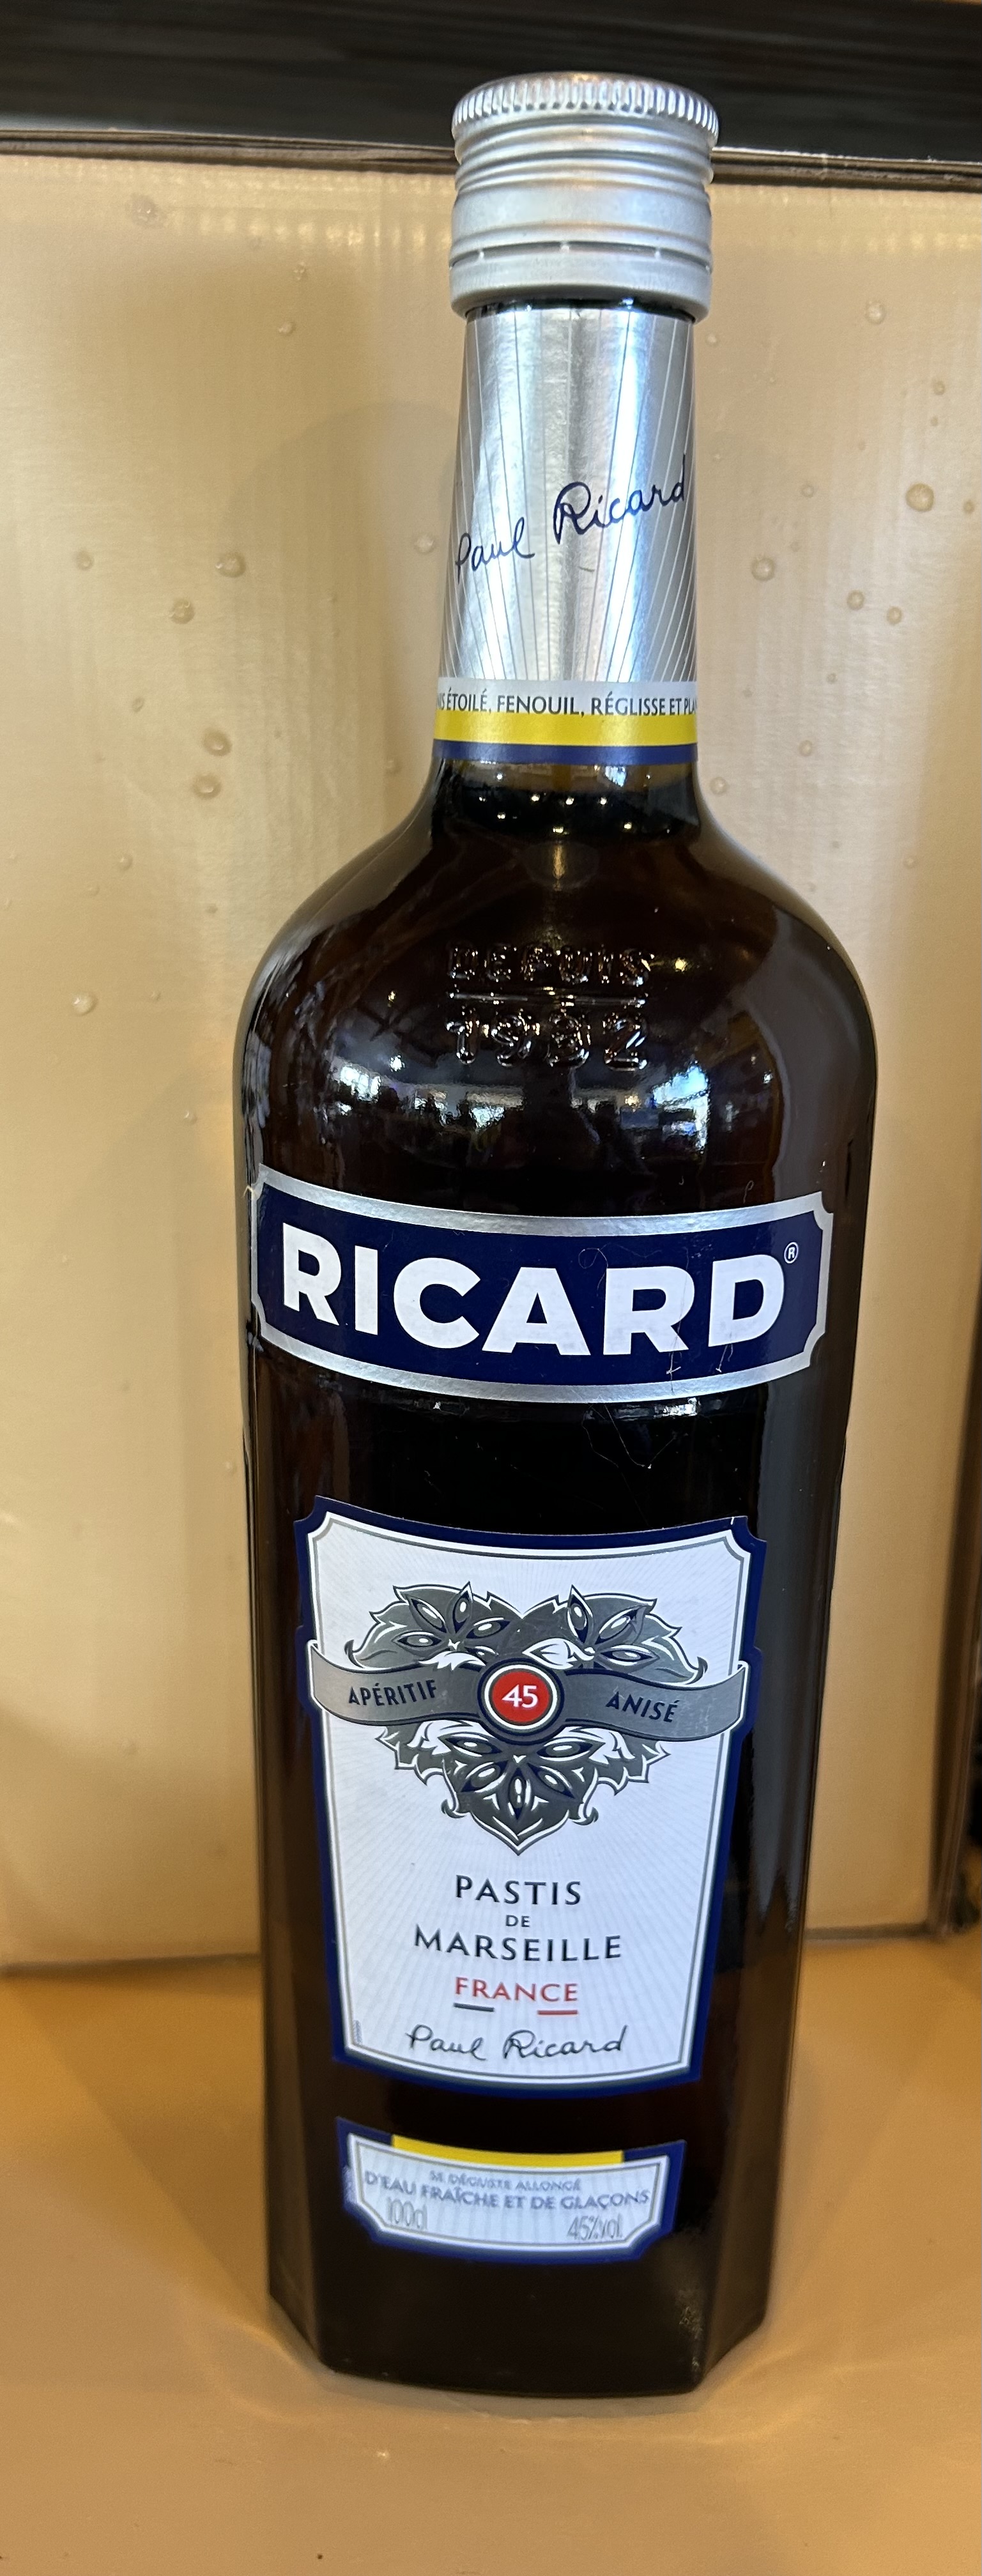 Paul Ricard
ÉTOILÉ, FENOUIL, RÉGLISSE ET
DEPUIS
1932
RICARD®
APÉRITIF 45 ANISÉ
PASTIS
DE
MARSEILLE
FRANCE
Paul Ricard
SE DÉGUSTE ALLONGÉ
D'EAU FRAÎCHE ET DE GLAÇONS
100cl 45%vol.